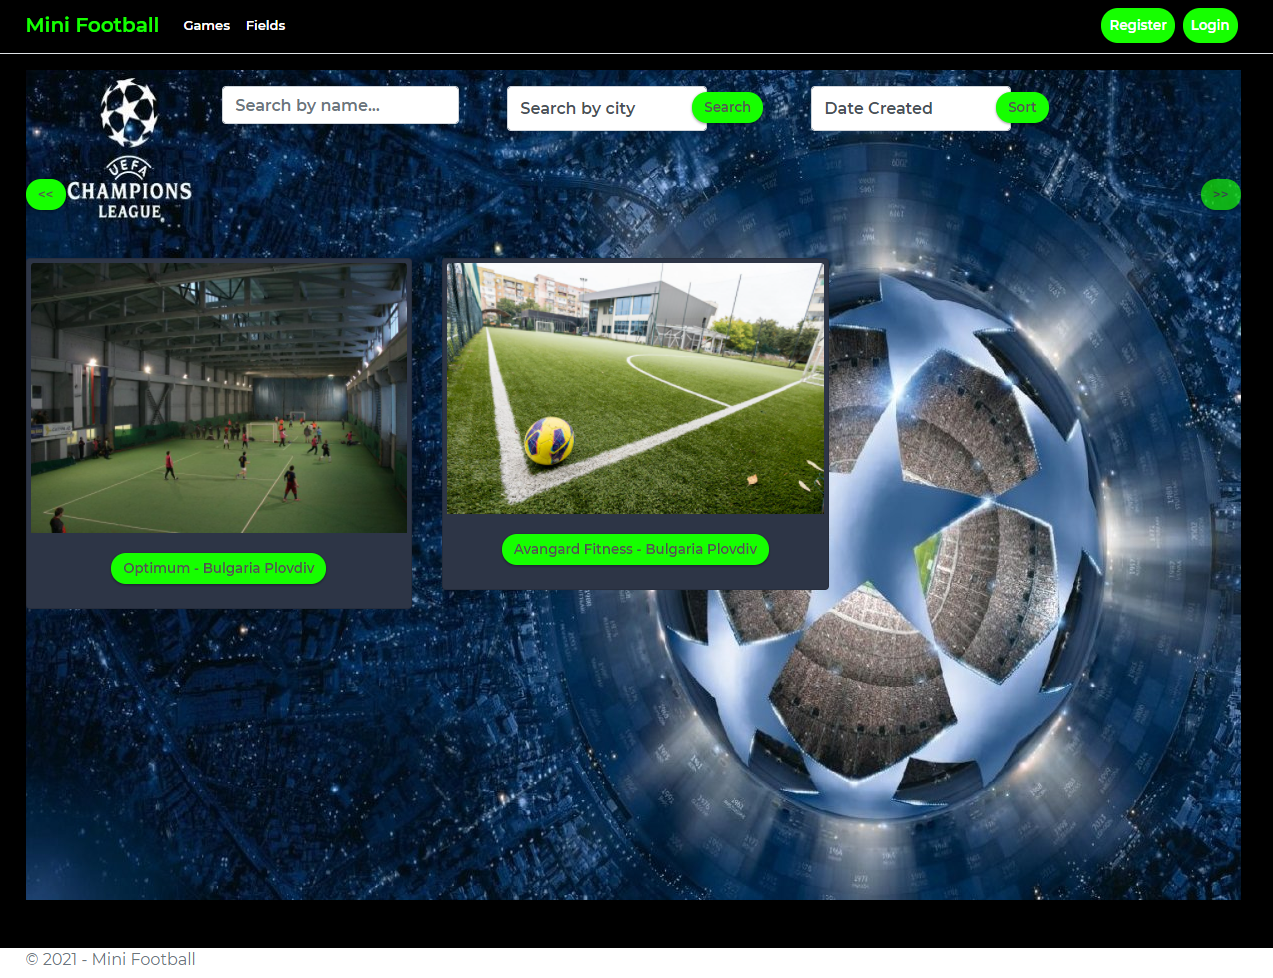 Mini Football
Games
Fields
Register
Login
Search by name...
Search by city
Search
Date Created
Sort
UEFA
CHAMPIONS
LEAGUE
<<
>>
Optimum - Bulgaria Plovdiv
Avangard Fitness - Bulgaria Plovdiv
© 2021 - Mini Football